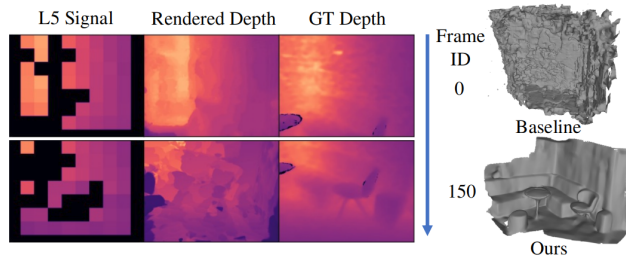 L5 Signal
Rendered Depth
GT Depth
Frame
ID
0
Baseline
150
Ours